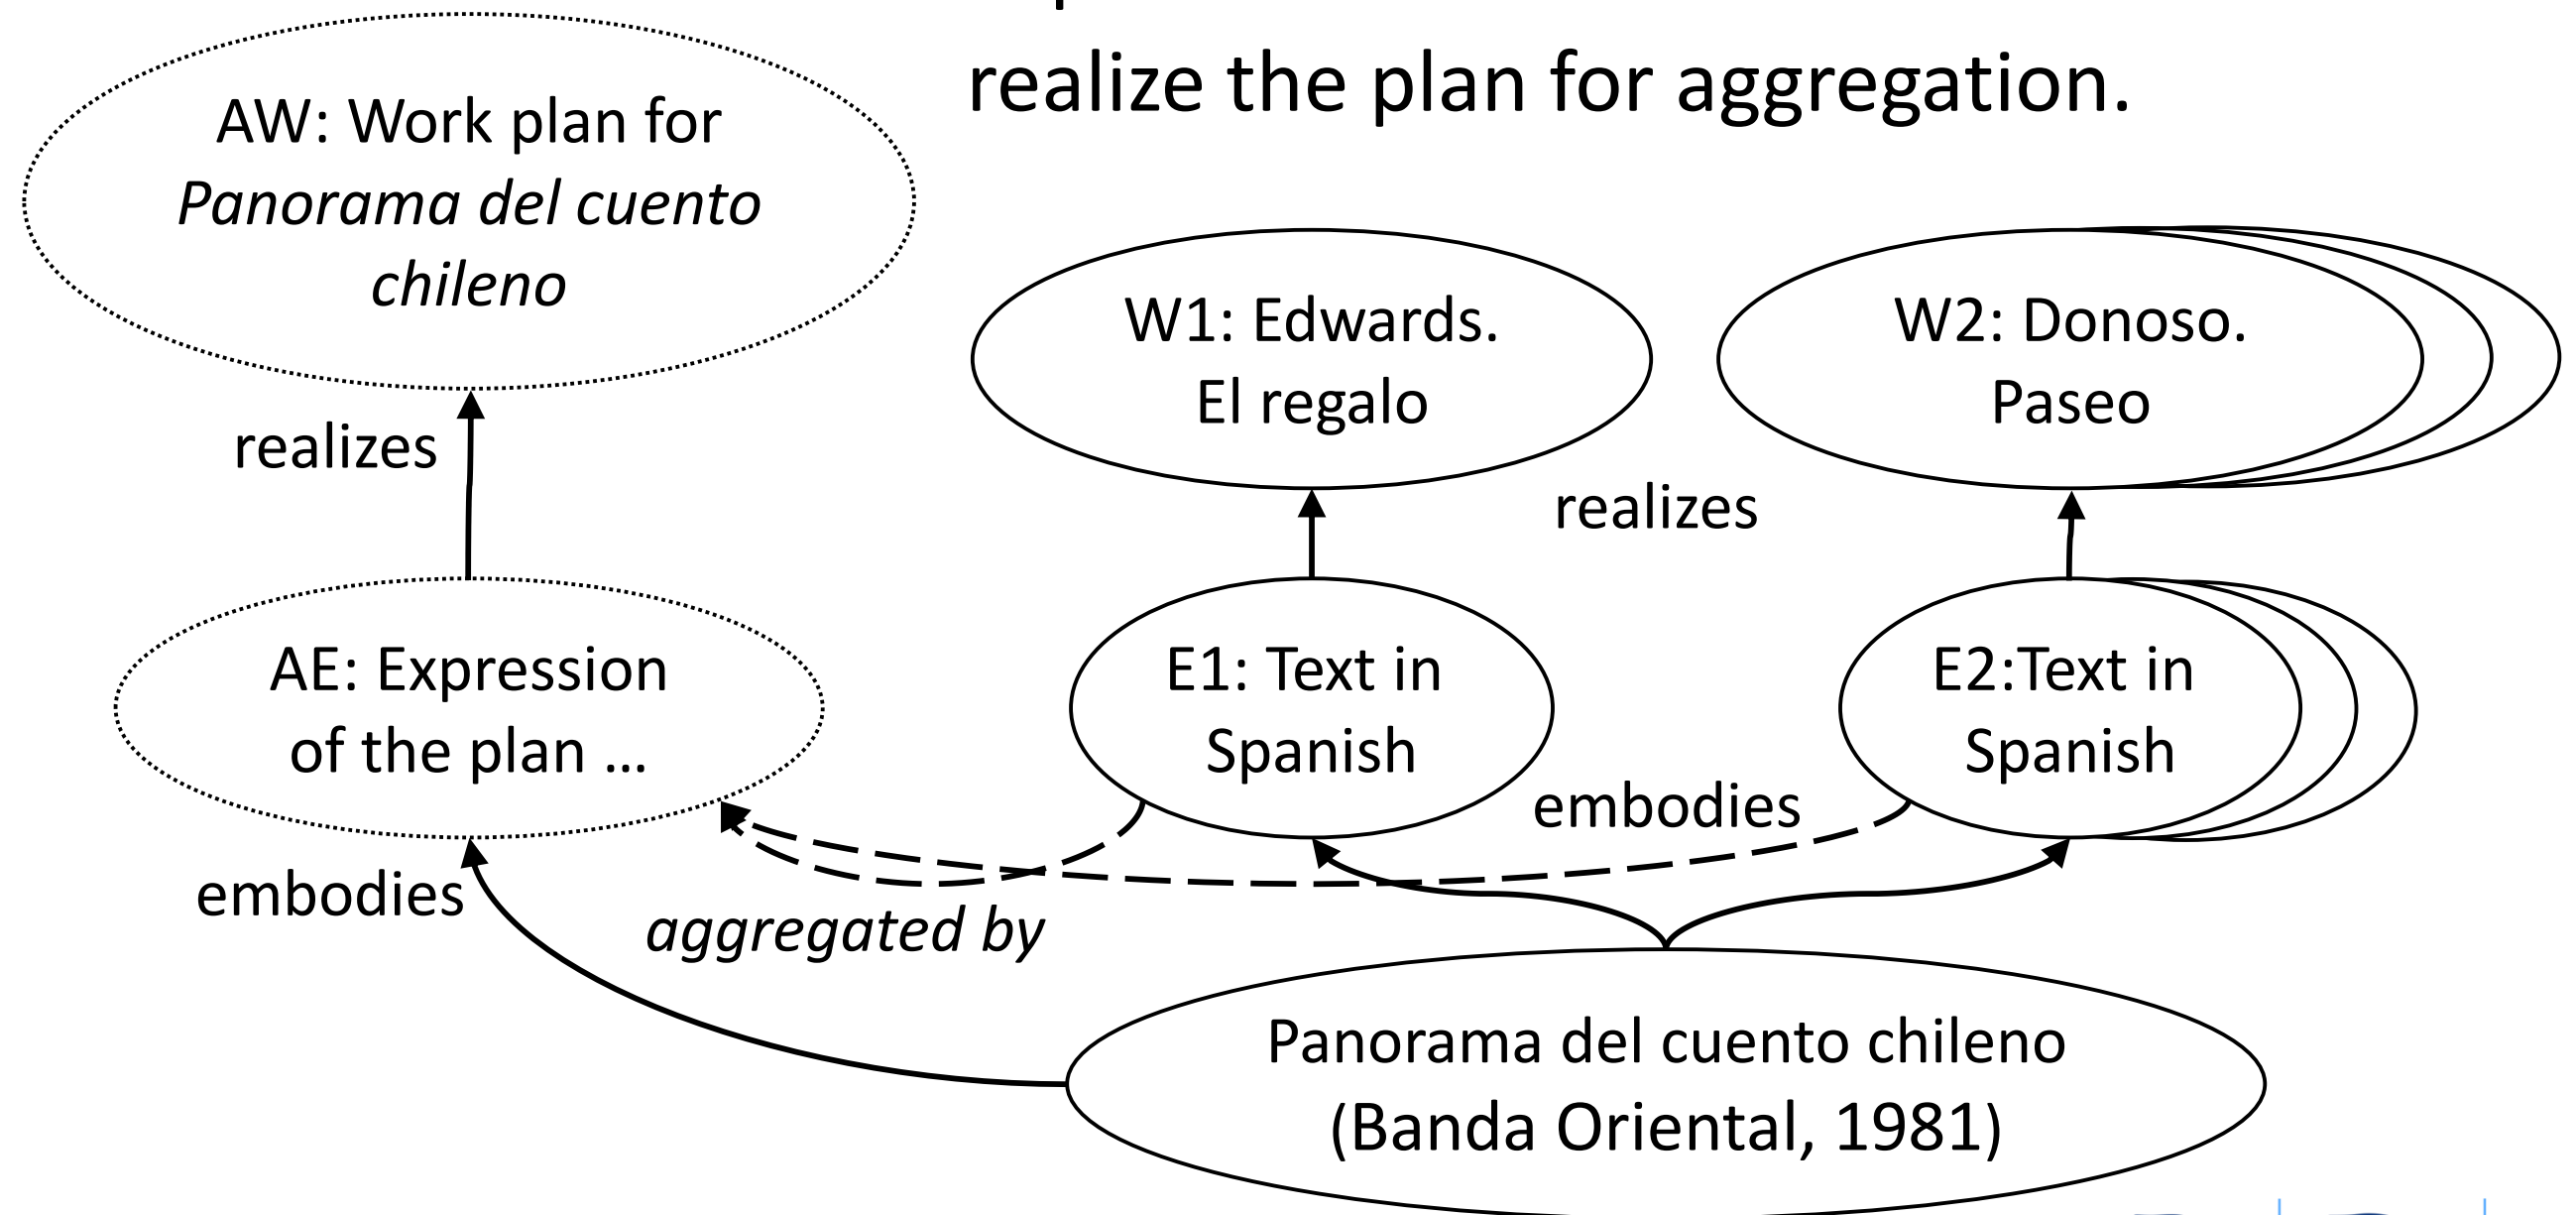 realize the plan for aggregation.
AW: Work plan for
Panorama del cuento
chileno
W1: Edwards.
El regalo
W2: Donoso.
Paseo
realizes
realizes
AE: Expression
of the plan ...
E1: Text in
Spanish
E2:Text in
Spanish
embodies
embodies
aggregated by
Panorama del cuento chileno
(Banda Oriental, 1981)